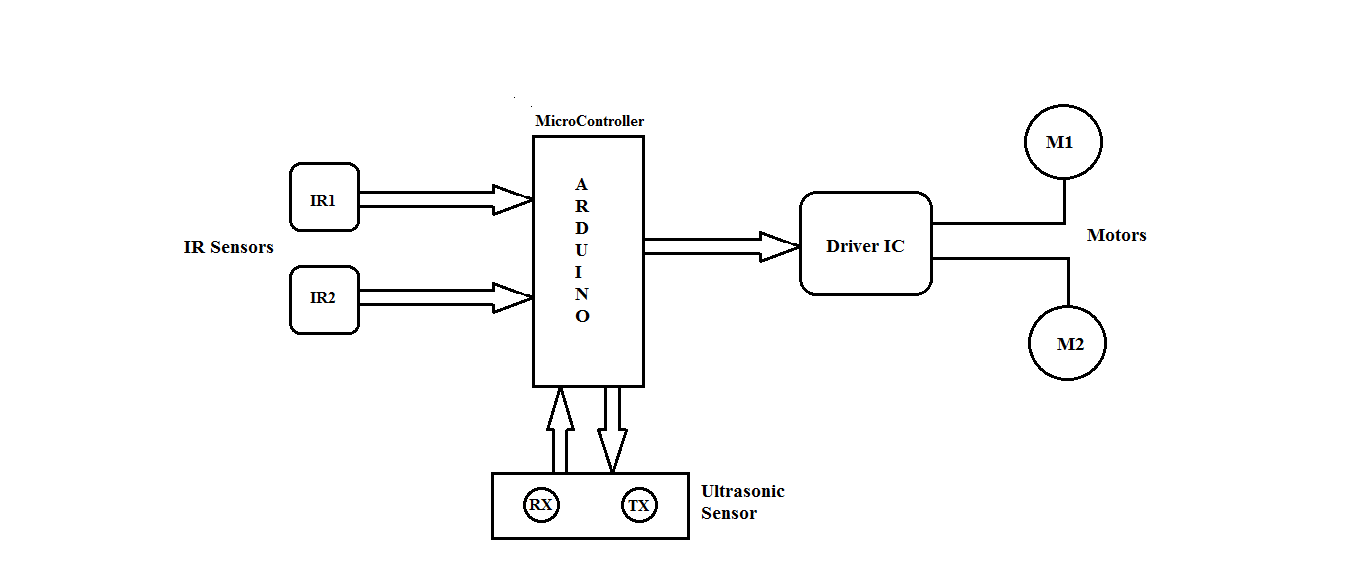 MicroController
A
R
D
U
I
N
O
IR1
IR Sensors
IR2
Driver IC
M1
Motors
M2
RX
TX
Ultrasonic
Sensor